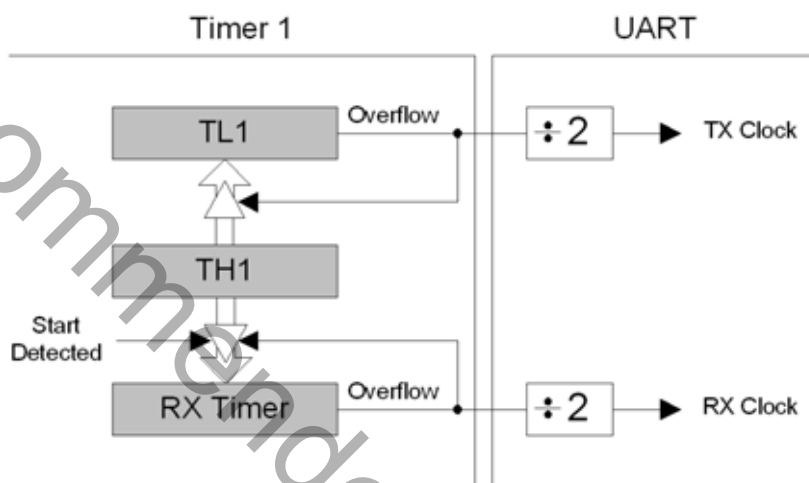 Timer 1
UART
TL1
Overflow
÷2
TX Clock
TH1
Start
Detected
RX Timer
Overflow
÷2
RX Clock